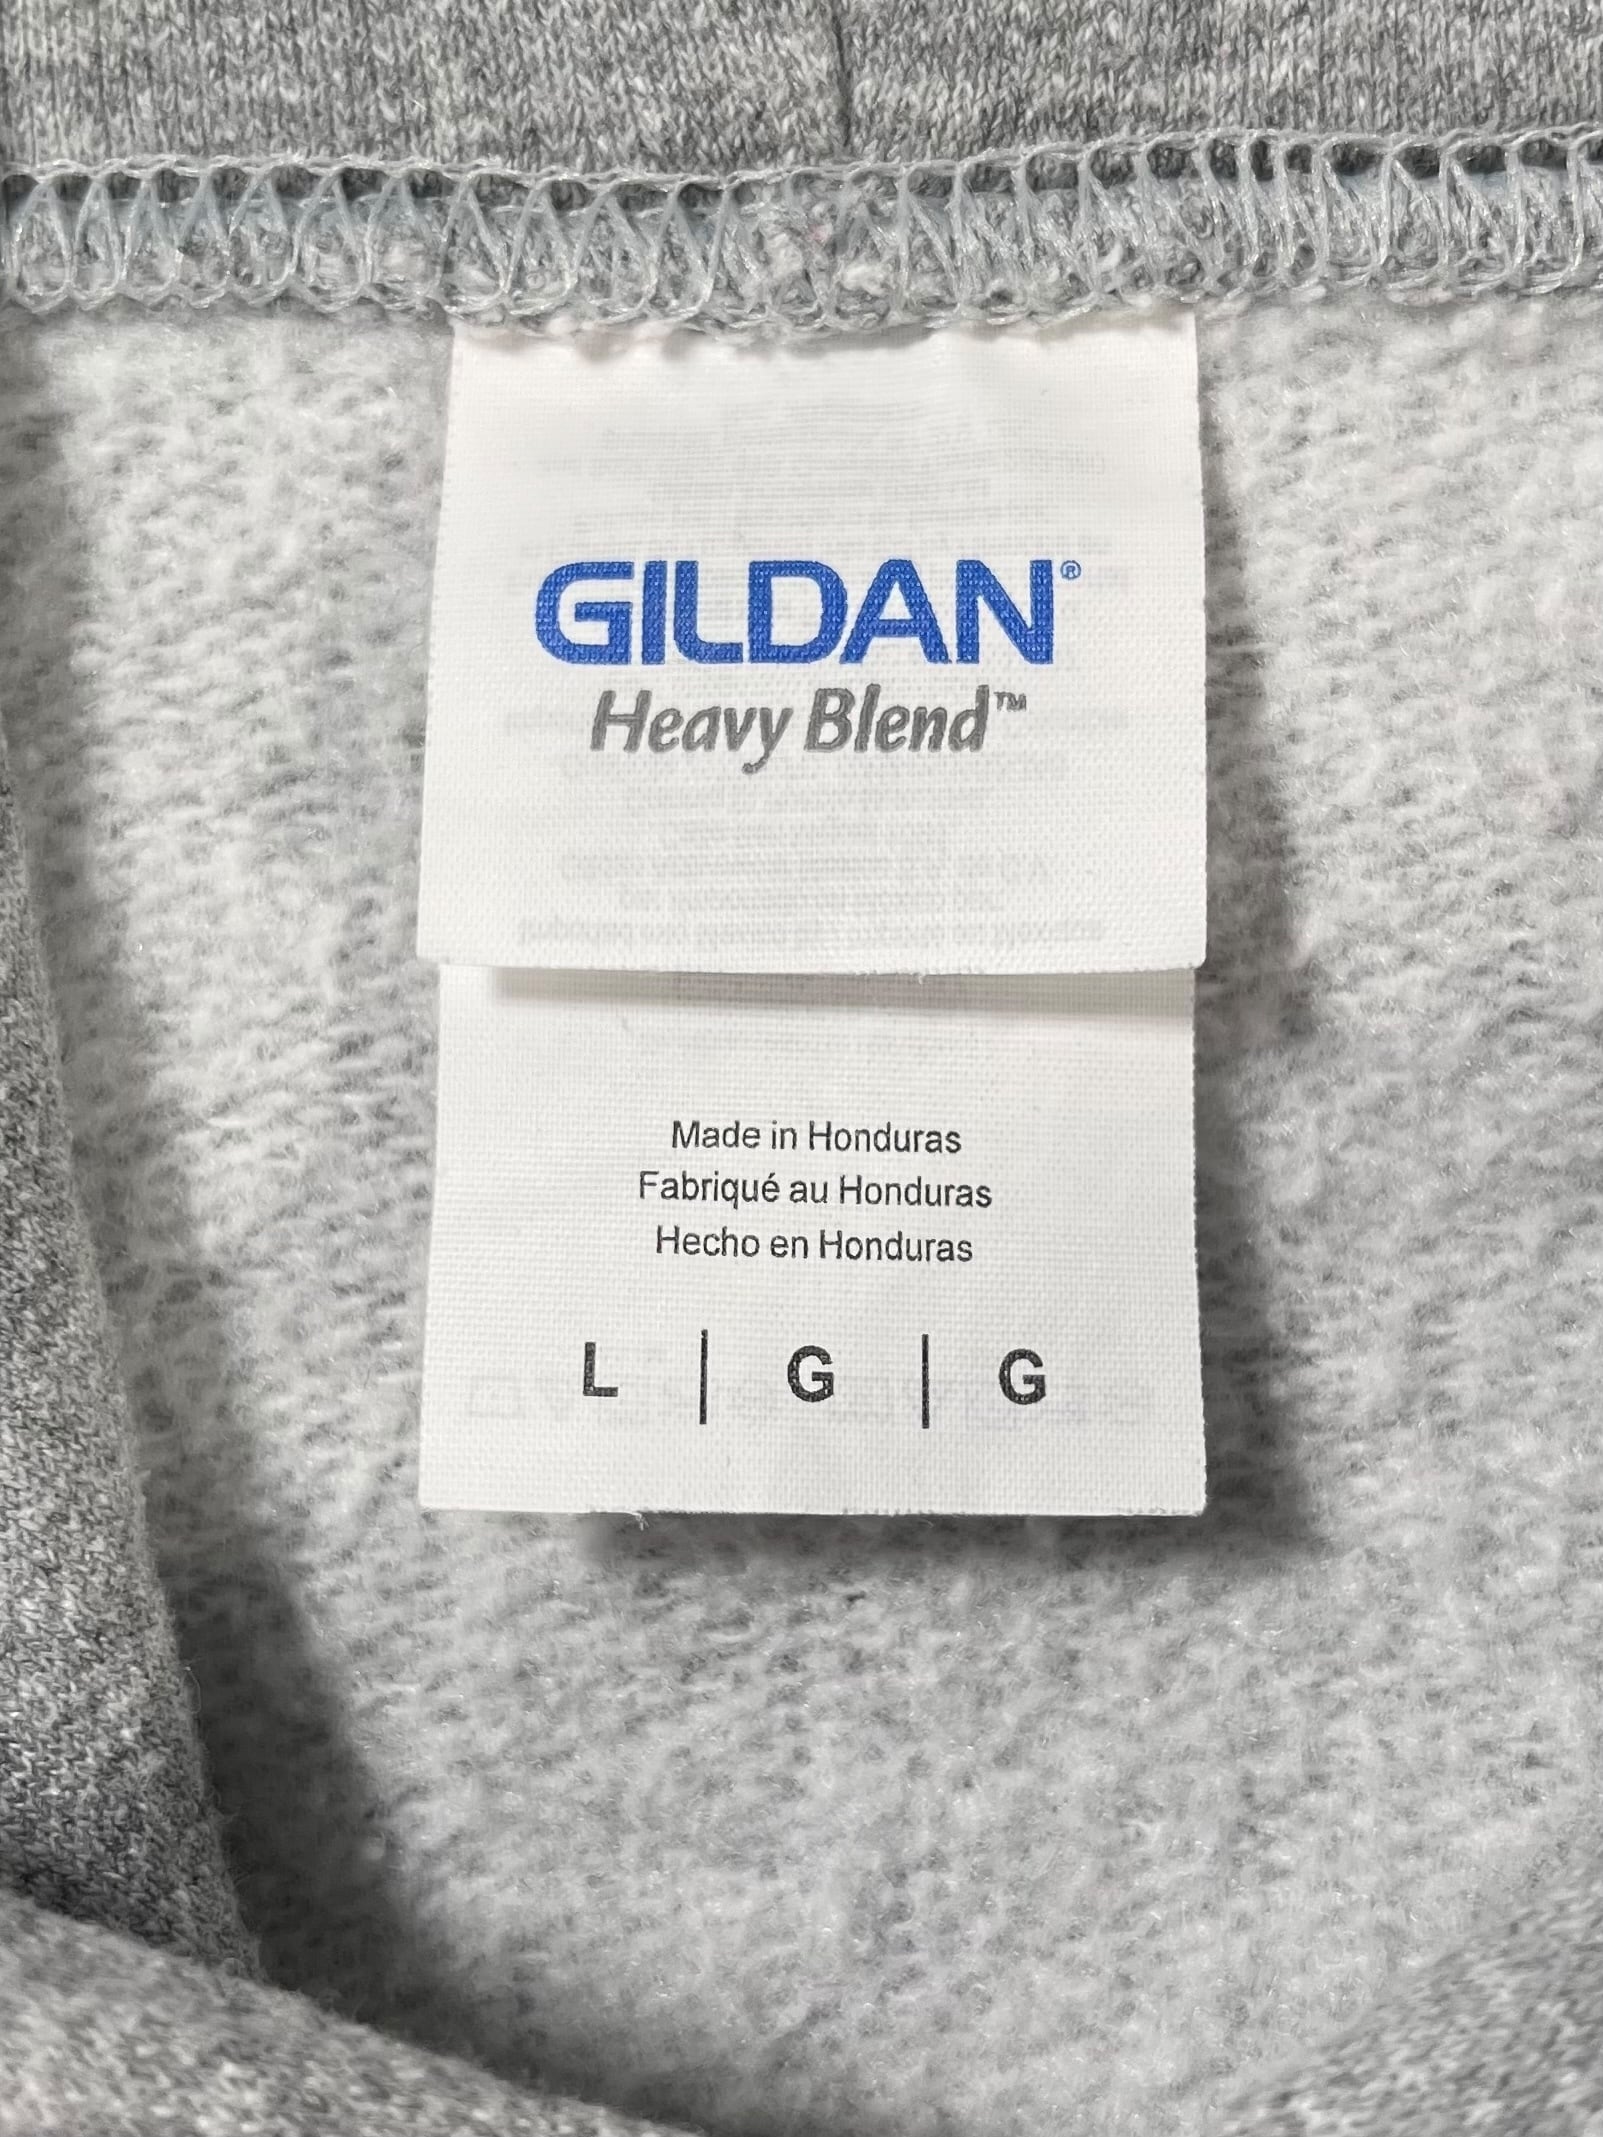 GILDAN®
Heavy Blend™
Made in Honduras
Fabriqué au Honduras
Hecho en Honduras
L | G | G